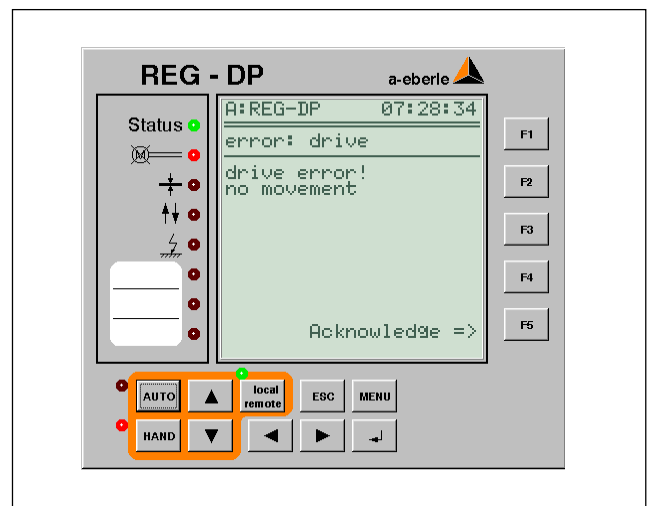 REG - DP
a-eberle
Status
M
A:REG-DP 07:28:34
error: drive
drive error!
no movement
Acknowledge =>
F1
F2
F3
F4
F5
AUTO
local
remote
ESC
MENU
HAND